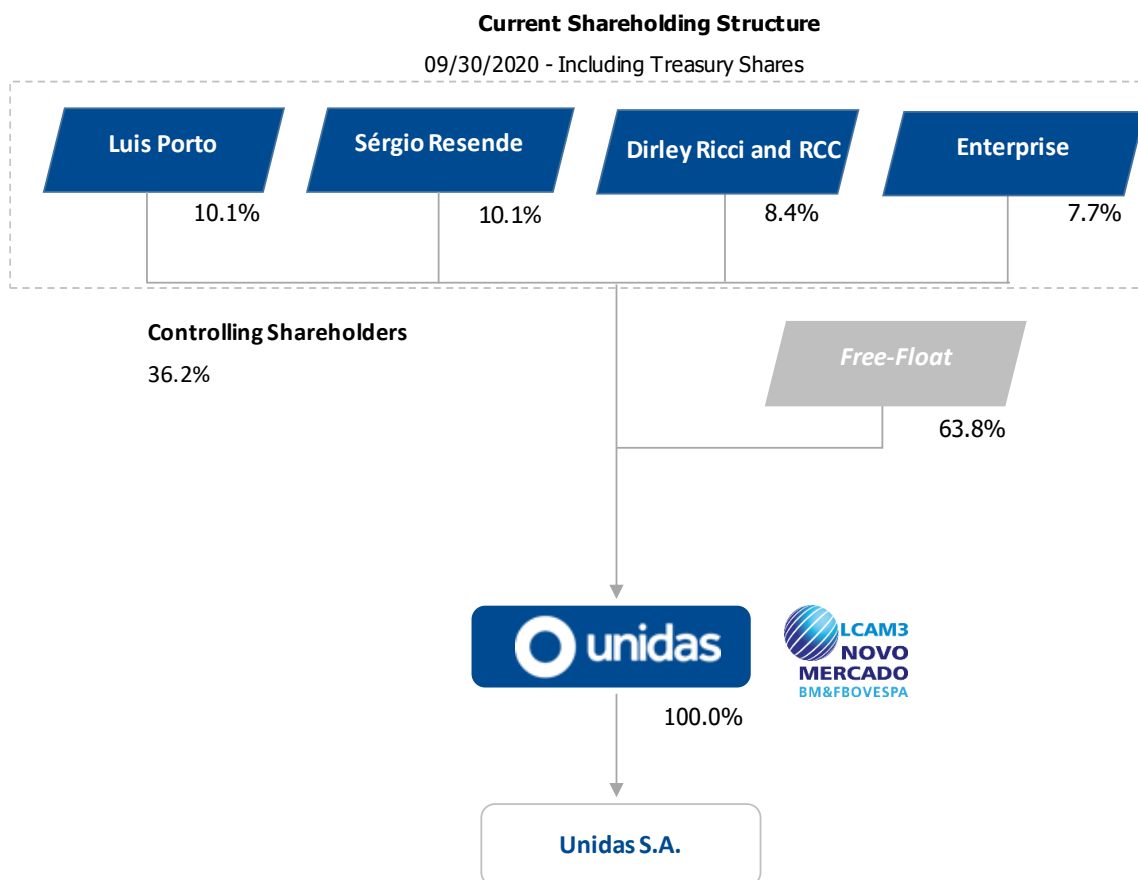 Current Shareholding Structure
09/30/2020 - Including Treasury Shares
Luis Porto
Sérgio Resende
Dirley Ricci and RCC
Enterprise
10.1%
10.1%
8.4%
7.7%
Controlling Shareholders
36.2%
Free-Float
63.8%
unidas
LCAM3
NOVO
MERCADO
BM&FBOVESPA
100.0%
Unidas S.A.